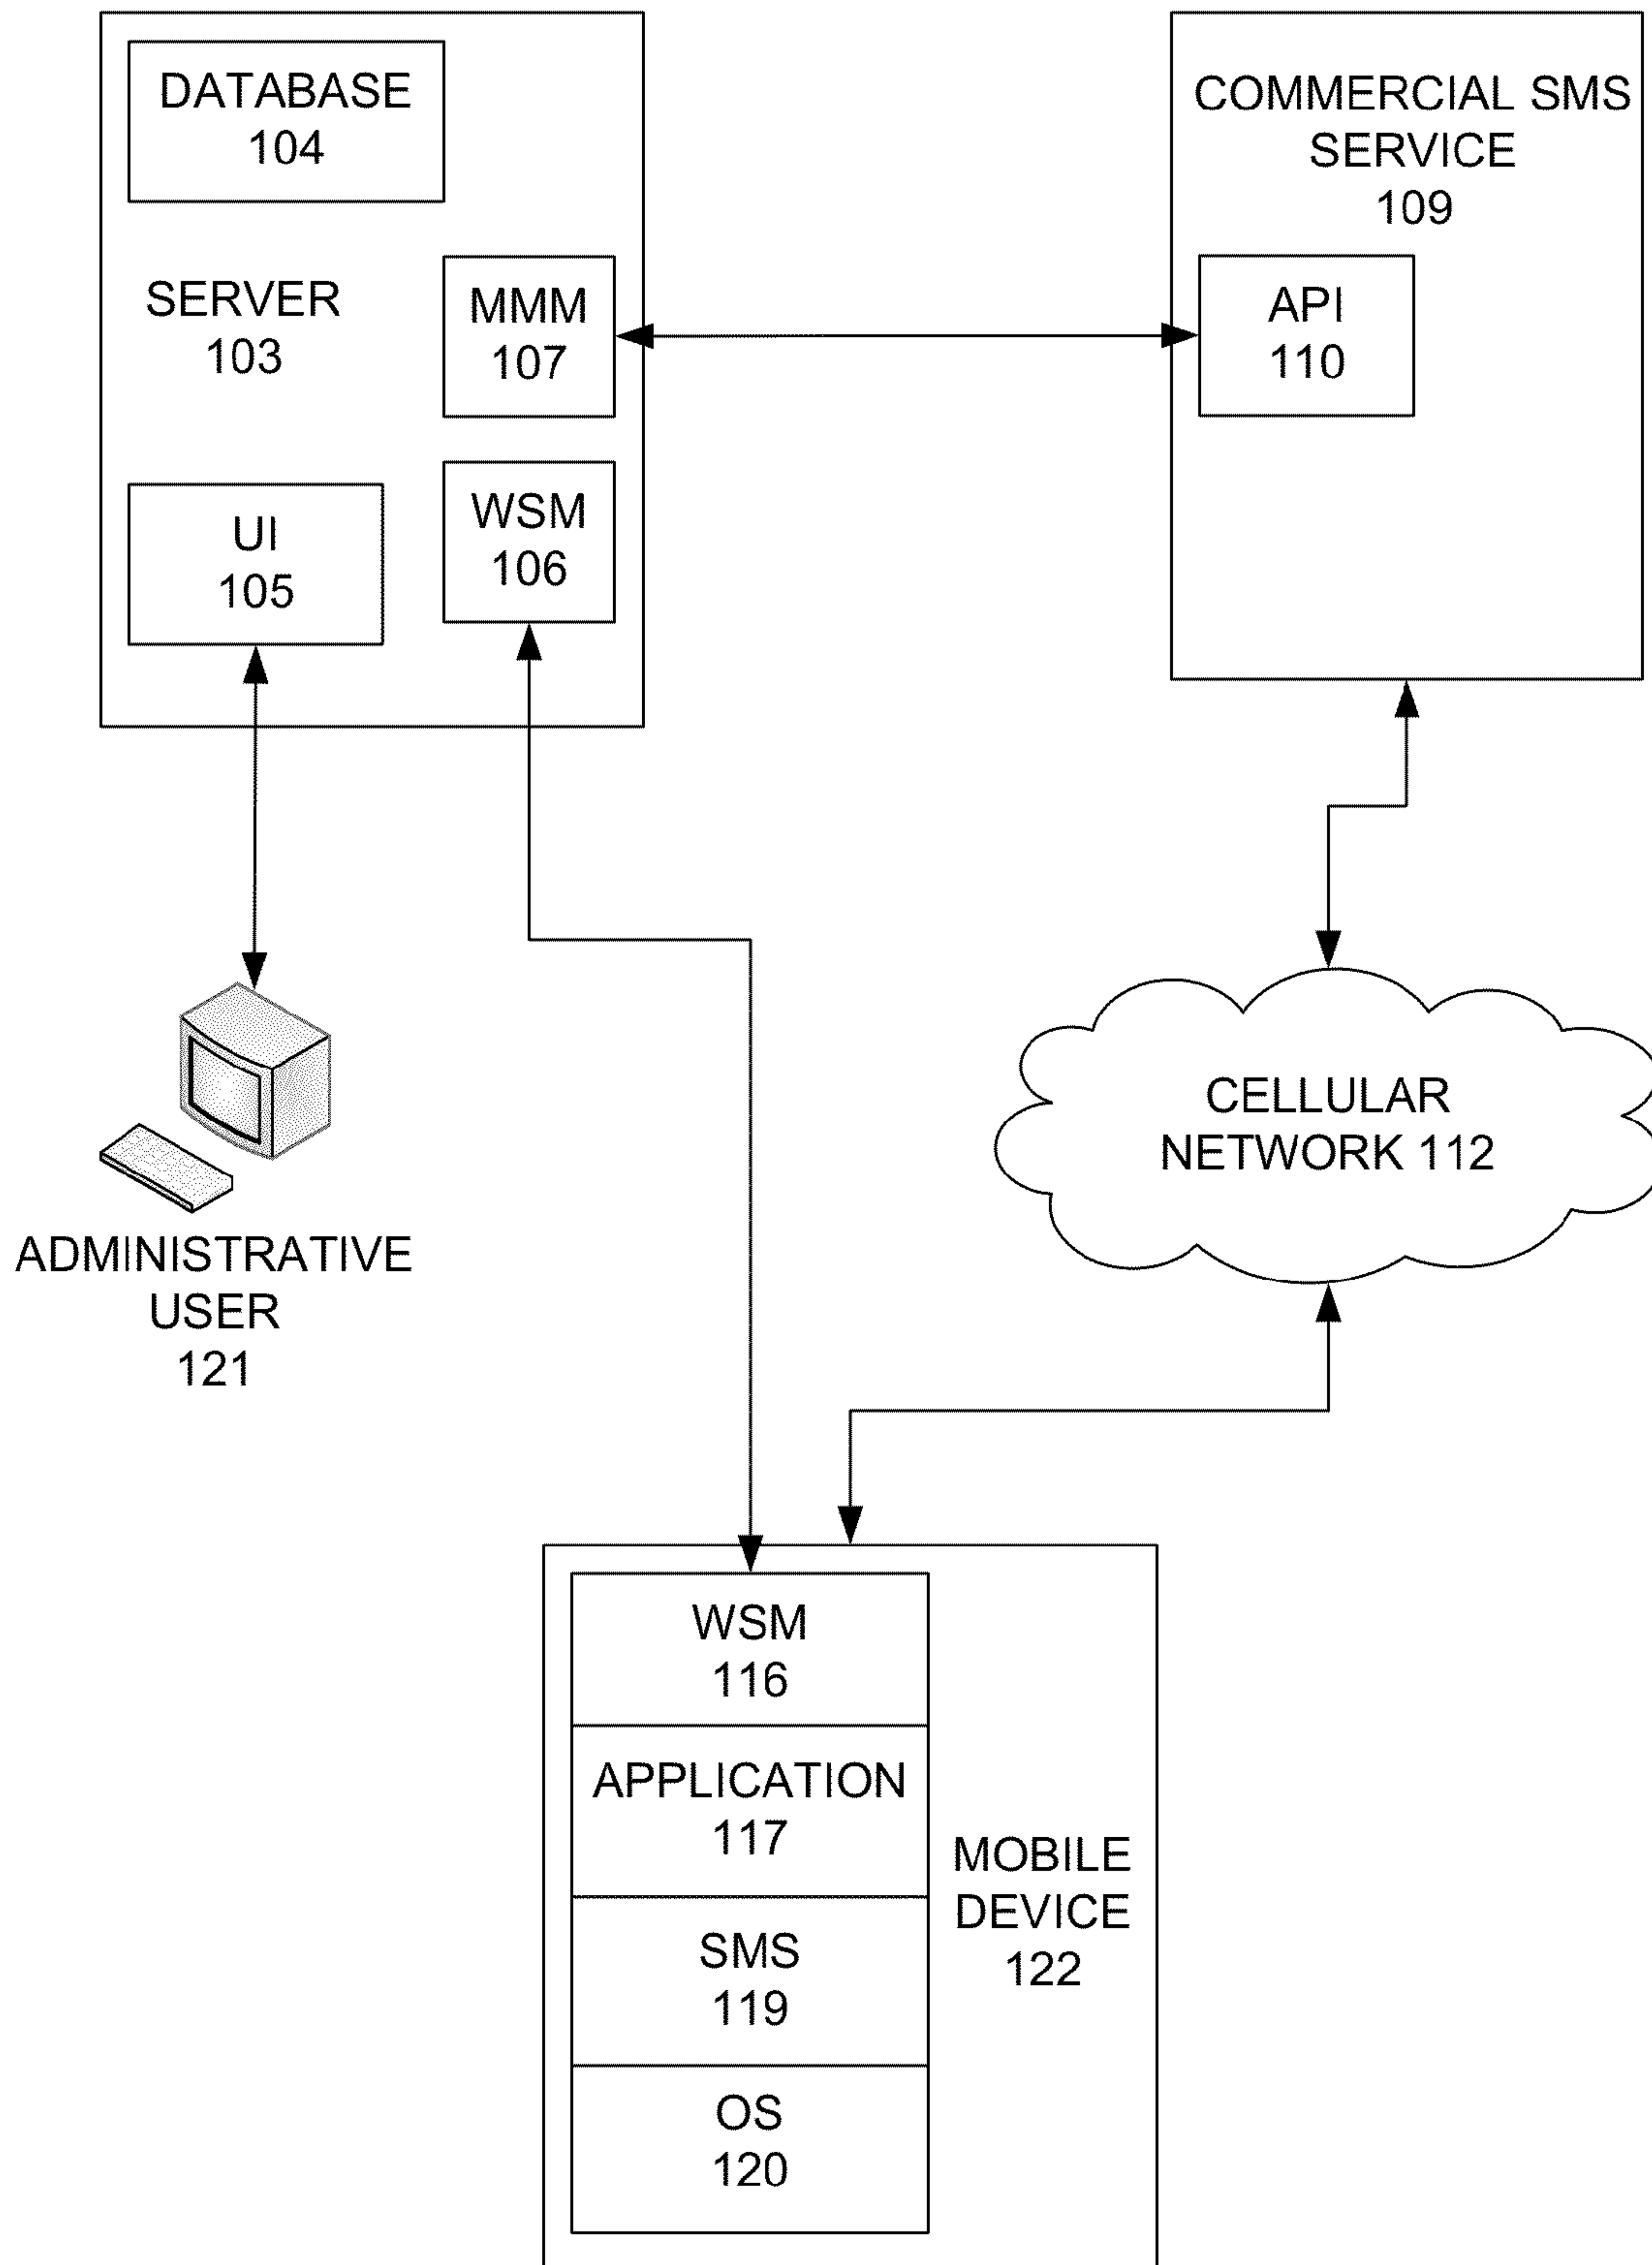 DATABASE
104
SERVER
103
MMM
107
UI
105
WSM
106
COMMERCIAL SMS
SERVICE
109
API
110
CELLULAR
NETWORK 112
ADMINISTRATIVE
USER
121
WSM
116
APPLICATION
117
SMS
119
OS
120
MOBILE
DEVICE
122